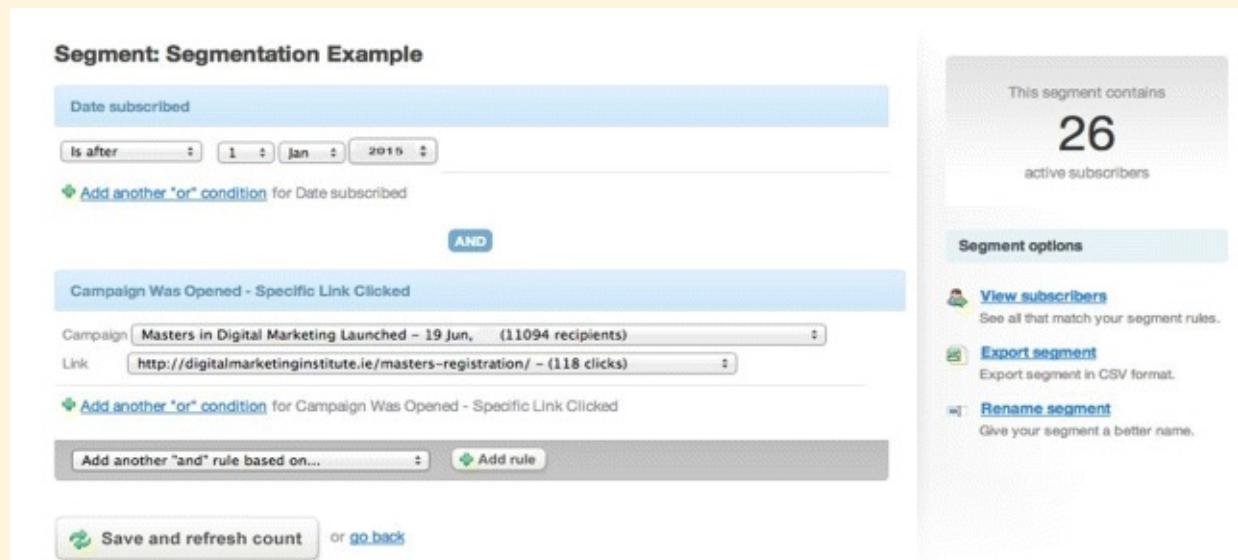 Segment: Segmentation Example
Date subscribed
Is after 1 Jan 2015
Add another "or" condition for Date subscribed
AND
Campaign Was Opened - Specific Link Clicked
Campaign Masters in Digital Marketing Launched - 19 Jun, (11094 recipients)
Link http://digitalmarketinginstitute.ie/masters-registration/ - (118 clicks)
Add another "or" condition for Campaign Was Opened - Specific Link Clicked
Add another "and" rule based on... Add rule
Save and refresh count or go back
This segment contains
26
active subscribers
Segment options
View subscribers
See all that match your segment rules.
Export segment
Export segment in CSV format.
Rename segment
Give your segment a better name.